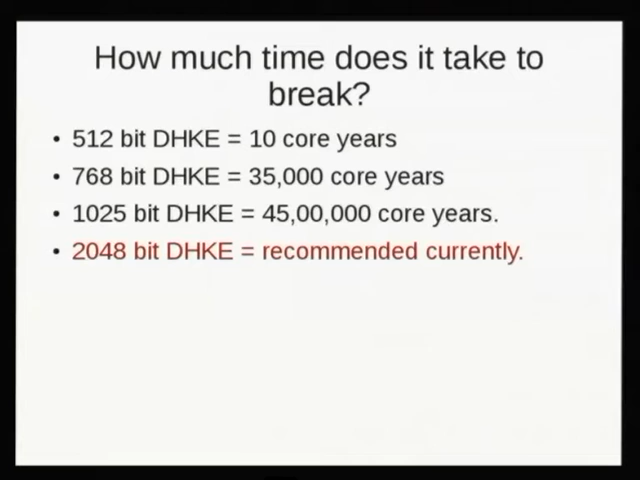 How much time does it take to
break?
• 512 bit DHKE = 10 core years
• 768 bit DHKE = 35,000 core years
• 1025 bit DHKE = 45,00,000 core years.
• 2048 bit DHKE = recommended currently.